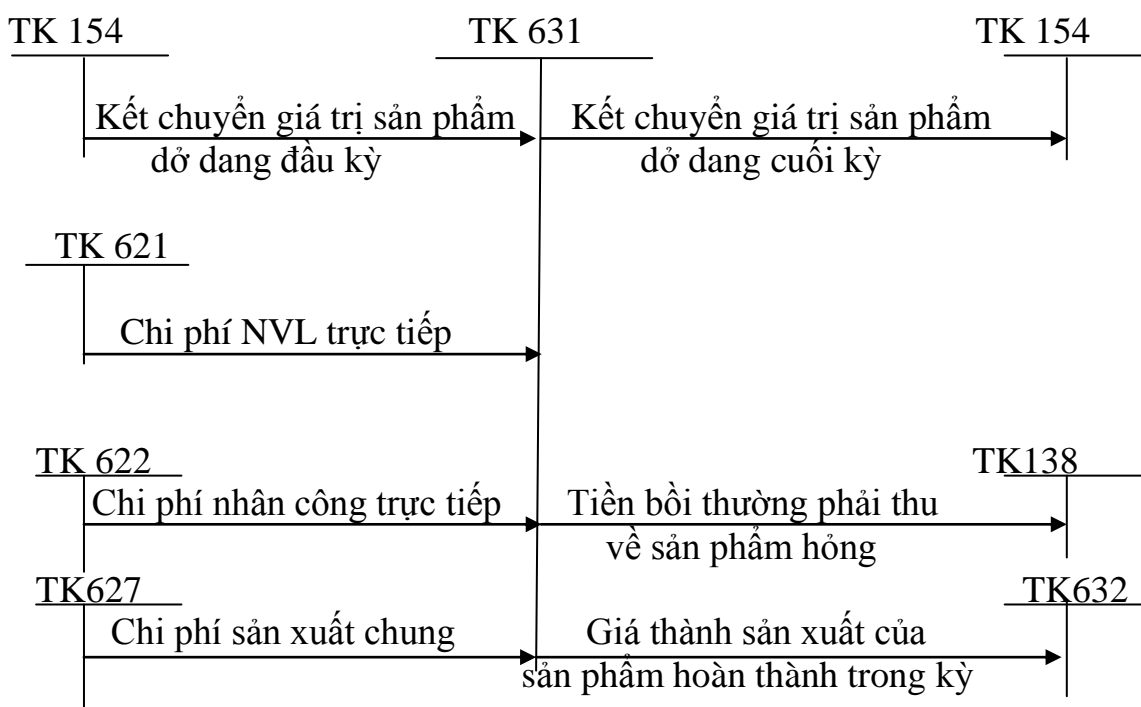 TK 154
TK 631
TK 154
Kết chuyển giá trị sản phẩm
dở dang đầu kỳ
Kết chuyển giá trị sản phẩm
dở dang cuối kỳ
TK 621
Chi phí NVL trực tiếp
TK 622
TK138
Chi phí nhân công trực tiếp
Tiền bồi thường phải thu
về sản phẩm hỏng
TK627
TK632
Chi phí sản xuất chung
Giá thành sản xuất của
sản phẩm hoàn thành trong kỳ